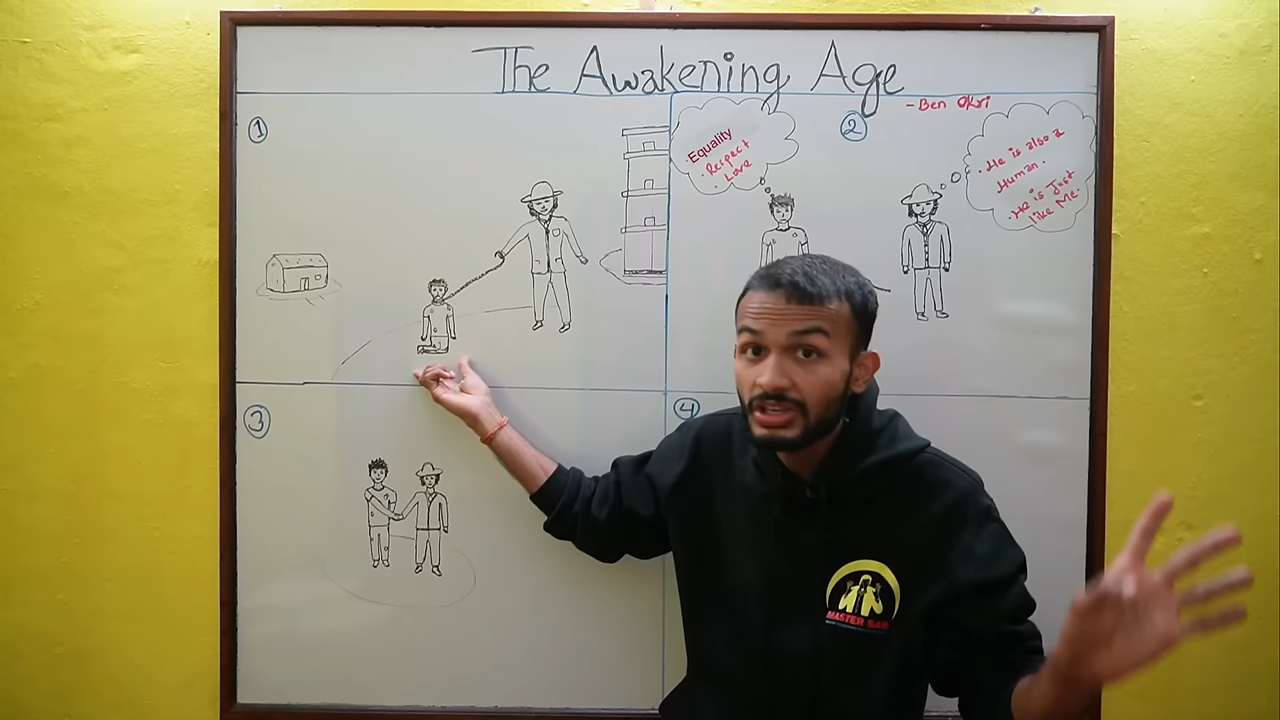 The Awakening Age
- Ben Okri
1
2
Equality
. Respect
. Love
. He is also a
Human.
. He is Just
like Me.
3
4
MASTER SAB